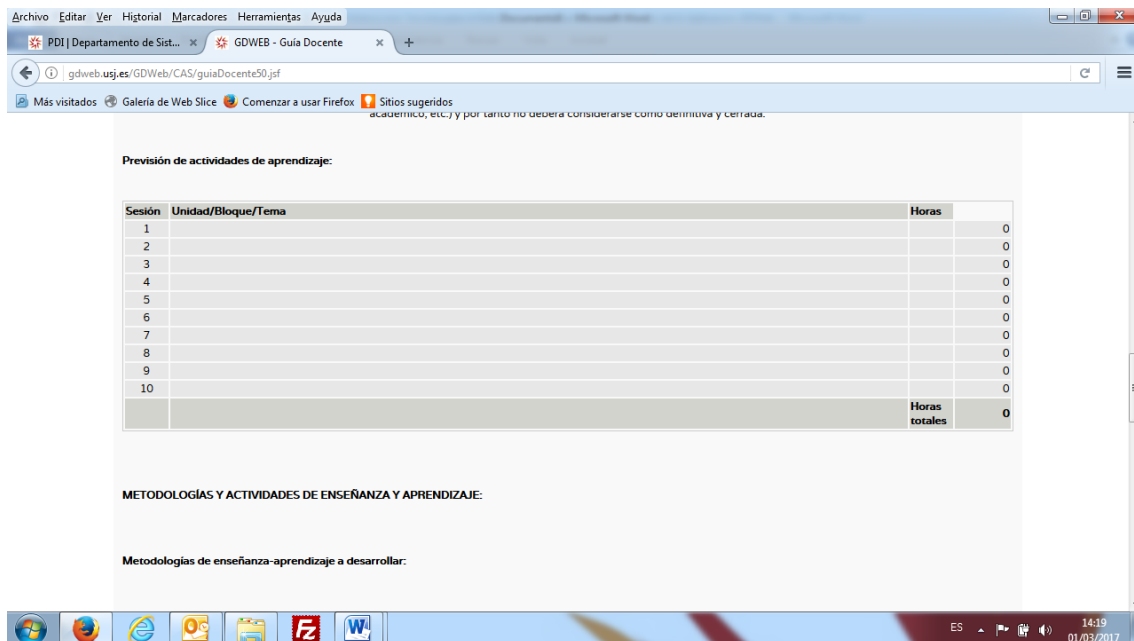 Archivo Editar Ver Historial Marcadores Herramientas Ayuda
PDI | Departamento de Sist... × GDWEB - Guía Docente × +
gdweb.usj.es/GDWeb/CAS/guiaDocente50.jsf
Más visitados Galería de Web Slice Comenzar a usar Firefox Sitios sugeridos
académico, etc.) y por tanto no deberá considerarse como definitiva y cerrada.
Previsión de actividades de aprendizaje:
Sesión Unidad/Bloque/Tema Horas
1 0
2 0
3 0
4 0
5 0
6 0
7 0
8 0
9 0
10 0
Horas
totales 0
METODOLOGÍAS Y ACTIVIDADES DE ENSEÑANZA Y APRENDIZAJE:
Metodologías de enseñanza-aprendizaje a desarrollar:
ES 14:19
01/03/2017